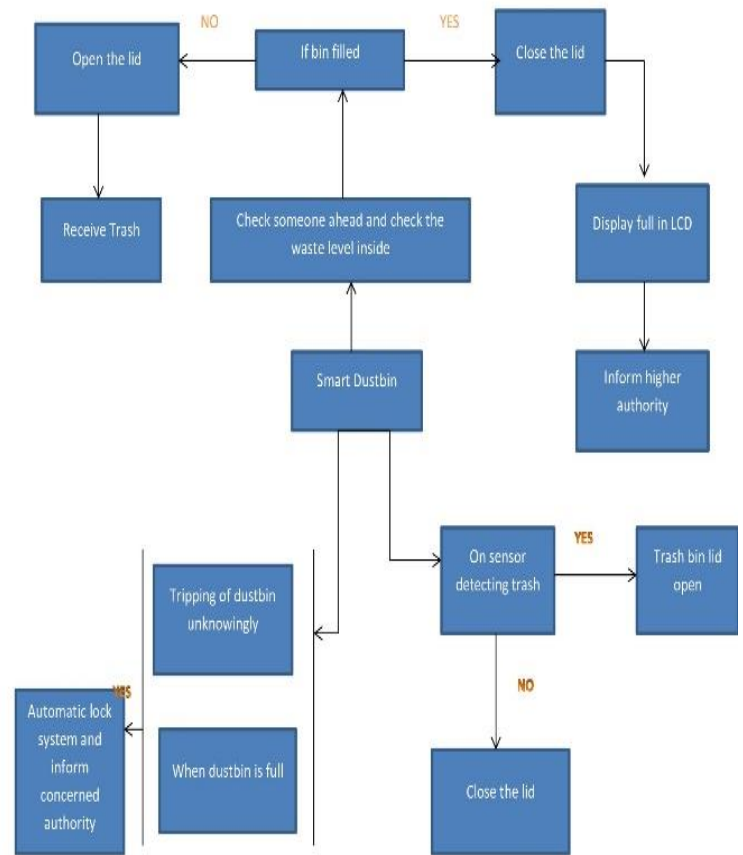 NO
YES
Open the lid
If bin filled
Close the lid
Receive Trash
Check someone ahead and check the
waste level inside
Display full in LCD
Smart Dustbin
Inform higher
authority
Tripping of dustbin
unknowingly
On sensor
detecting trash
YES
Trash bin lid
open
YES
Automatic lock
system and
inform
concerned
authority
When dustbin is full
NO
Close the lid